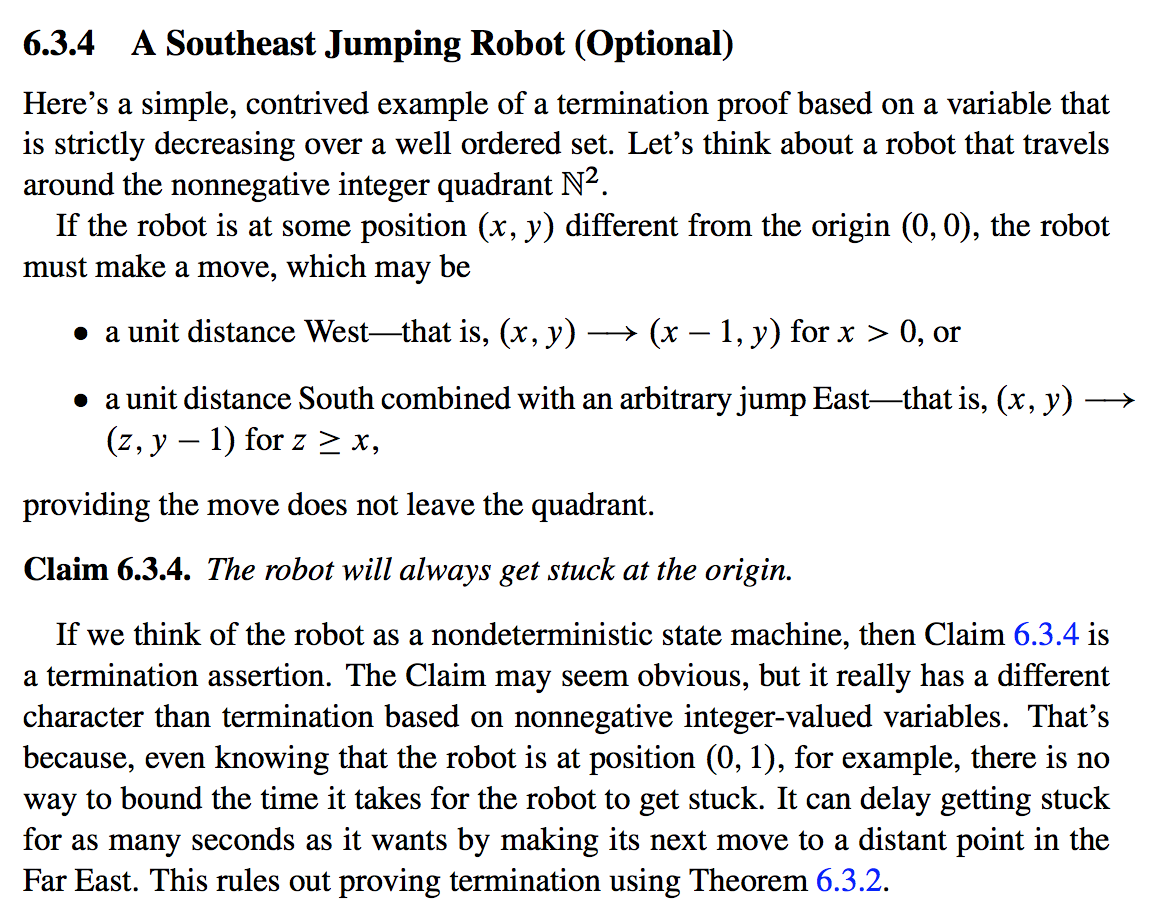 6.3.4 A Southeast Jumping Robot (Optional)
Here’s a simple, contrived example of a termination proof based on a variable that
is strictly decreasing over a well ordered set. Let’s think about a robot that travels
around the nonnegative integer quadrant ℕ².
If the robot is at some position (x, y) different from the origin (0, 0), the robot
must make a move, which may be
● a unit distance West—that is, (x, y) ⟶ (x − 1, y) for x > 0, or
● a unit distance South combined with an arbitrary jump East—that is, (x, y) ⟶
(z, y − 1) for z ≥ x,
providing the move does not leave the quadrant.
Claim 6.3.4. The robot will always get stuck at the origin.
If we think of the robot as a nondeterministic state machine, then Claim 6.3.4 is
a termination assertion. The Claim may seem obvious, but it really has a different
character than termination based on nonnegative integer-valued variables. That’s
because, even knowing that the robot is at position (0, 1), for example, there is no
way to bound the time it takes for the robot to get stuck. It can delay getting stuck
for as many seconds as it wants by making its next move to a distant point in the
Far East. This rules out proving termination using Theorem 6.3.2.